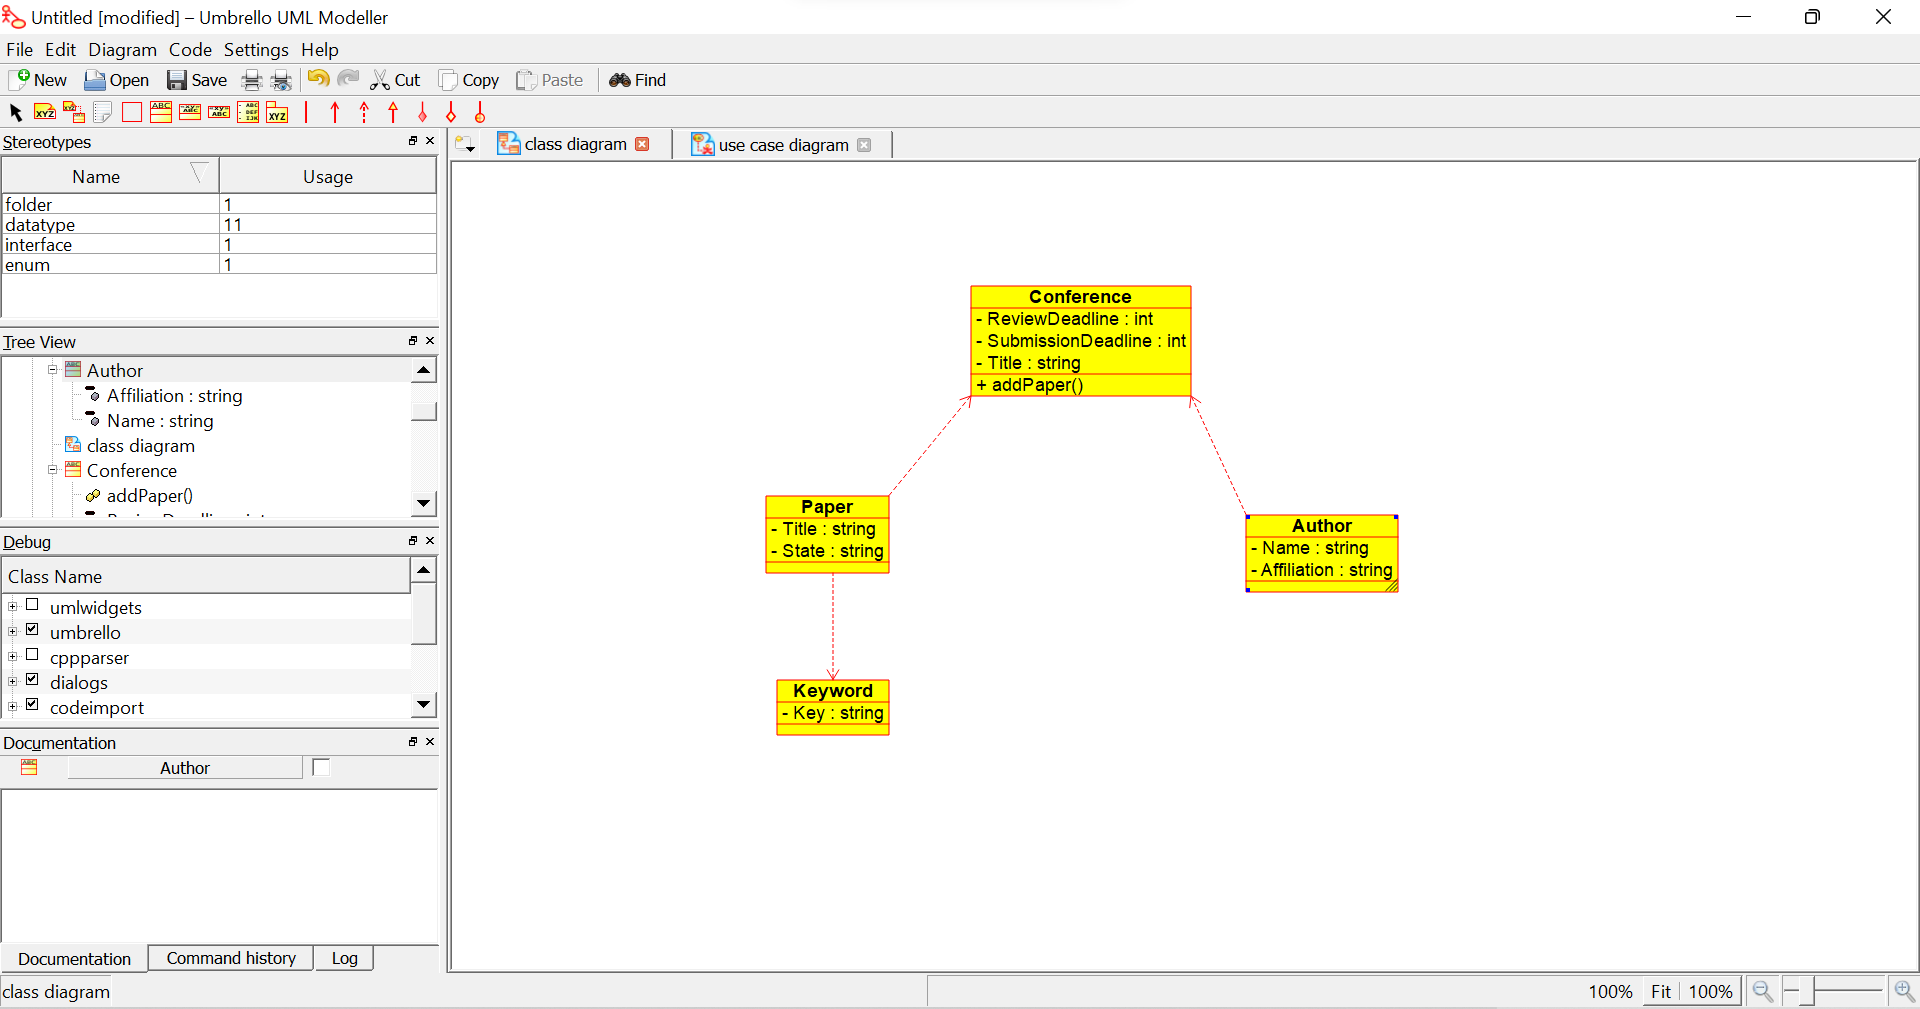 Untitled [modified] – Umbrello UML Modeller
File Edit Diagram Code Settings Help
New Open Save Cut Copy Paste Find
Stereotypes
Name Usage
folder 1
datatype 11
interface 1
enum 1
Tree View
Author
Affiliation : string
Name : string
class diagram
Conference
addPaper()
Debug
Class Name
umlwidgets
umbrello
cppparser
dialogs
codeimport
Documentation
Author
Documentation Command history Log
class diagram use case diagram
Conference
- ReviewDeadline : int
- SubmissionDeadline : int
- Title : string
+ addPaper()
Paper
- Title : string
- State : string
Author
- Name : string
- Affiliation : string
Keyword
- Key : string
class diagram
100% Fit 100%